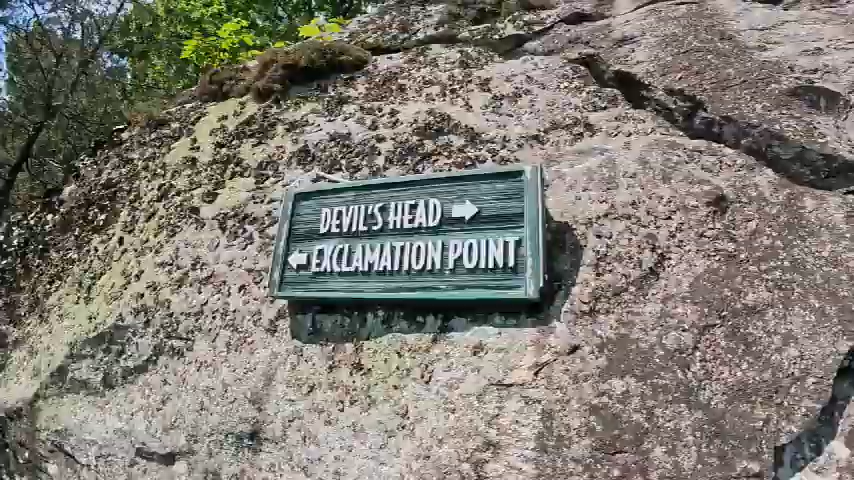 DEVIL'S HEAD →
← EXCLAMATION POINT